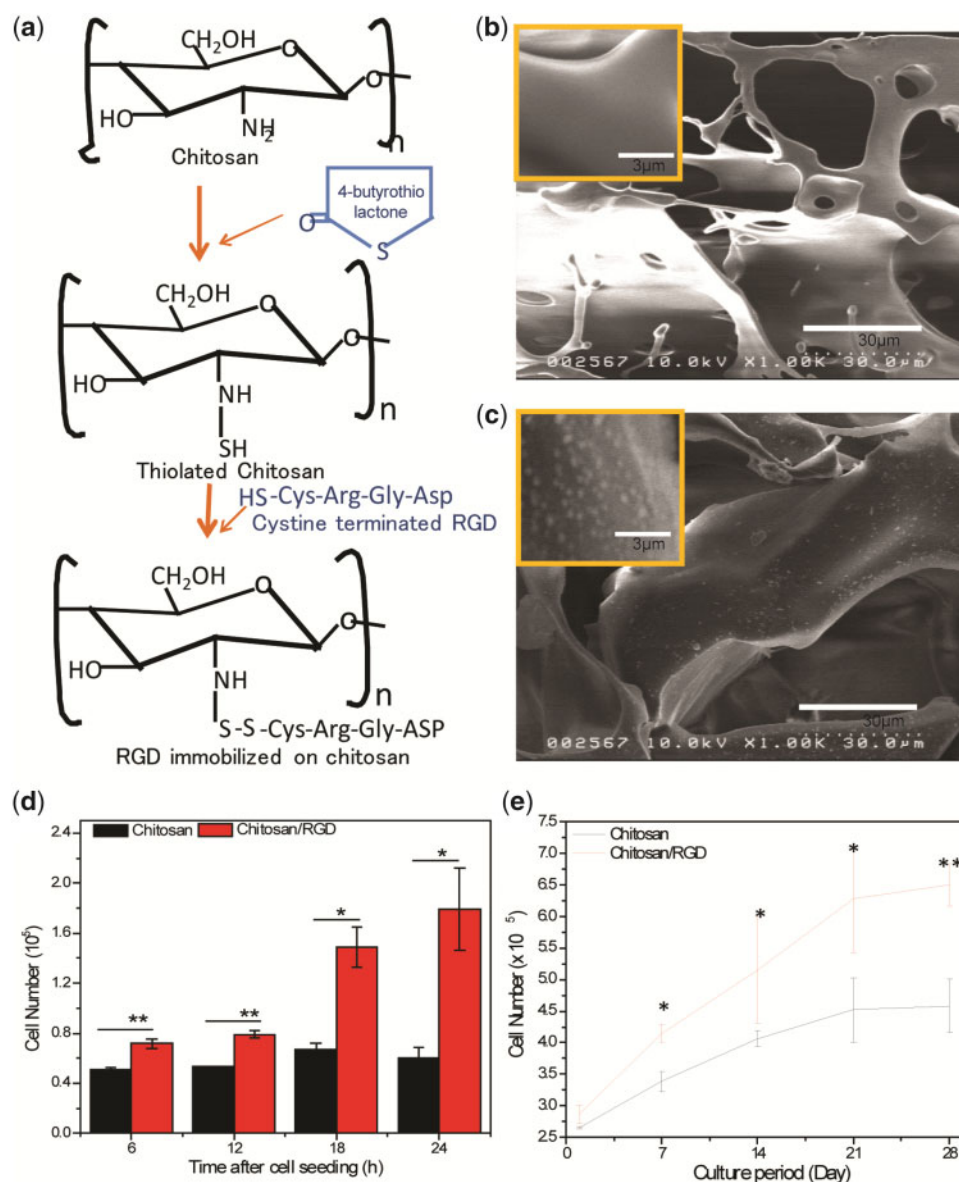 (a)
CH₂OH
O
O
HO
NH₂
n
Chitosan
4-butyrothio
lactone
O
S
CH₂OH
O
O
HO
NH
n
SH
Thiolated Chitosan
HS-Cys-Arg-Gly-Asp
Cystine terminated RGD
CH₂OH
O
O
HO
NH
n
S-S-Cys-Arg-Gly-ASP
RGD immobilized on chitosan
(b)
3μm
30μm
002567 10.0kV X1.00K 30.0μm
(c)
3μm
30μm
002567 10.0kV X1.00K 30.0μm
(d)
Chitosan Chitosan/RGD
2.4
2.0
1.6
1.2
0.8
0.4
0.0
Cell Number (10⁵)
** ** * *
6 12 18 24
Time after cell seeding (h)
(e)
Chitosan
Chitosan/RGD
7.5
7.0
6.5
6.0
5.5
5.0
4.5
4.0
3.5
3.0
2.5
Cell Number (x 10 ⁵)
* * * **
0 7 14 21 28
Culture period (Day)